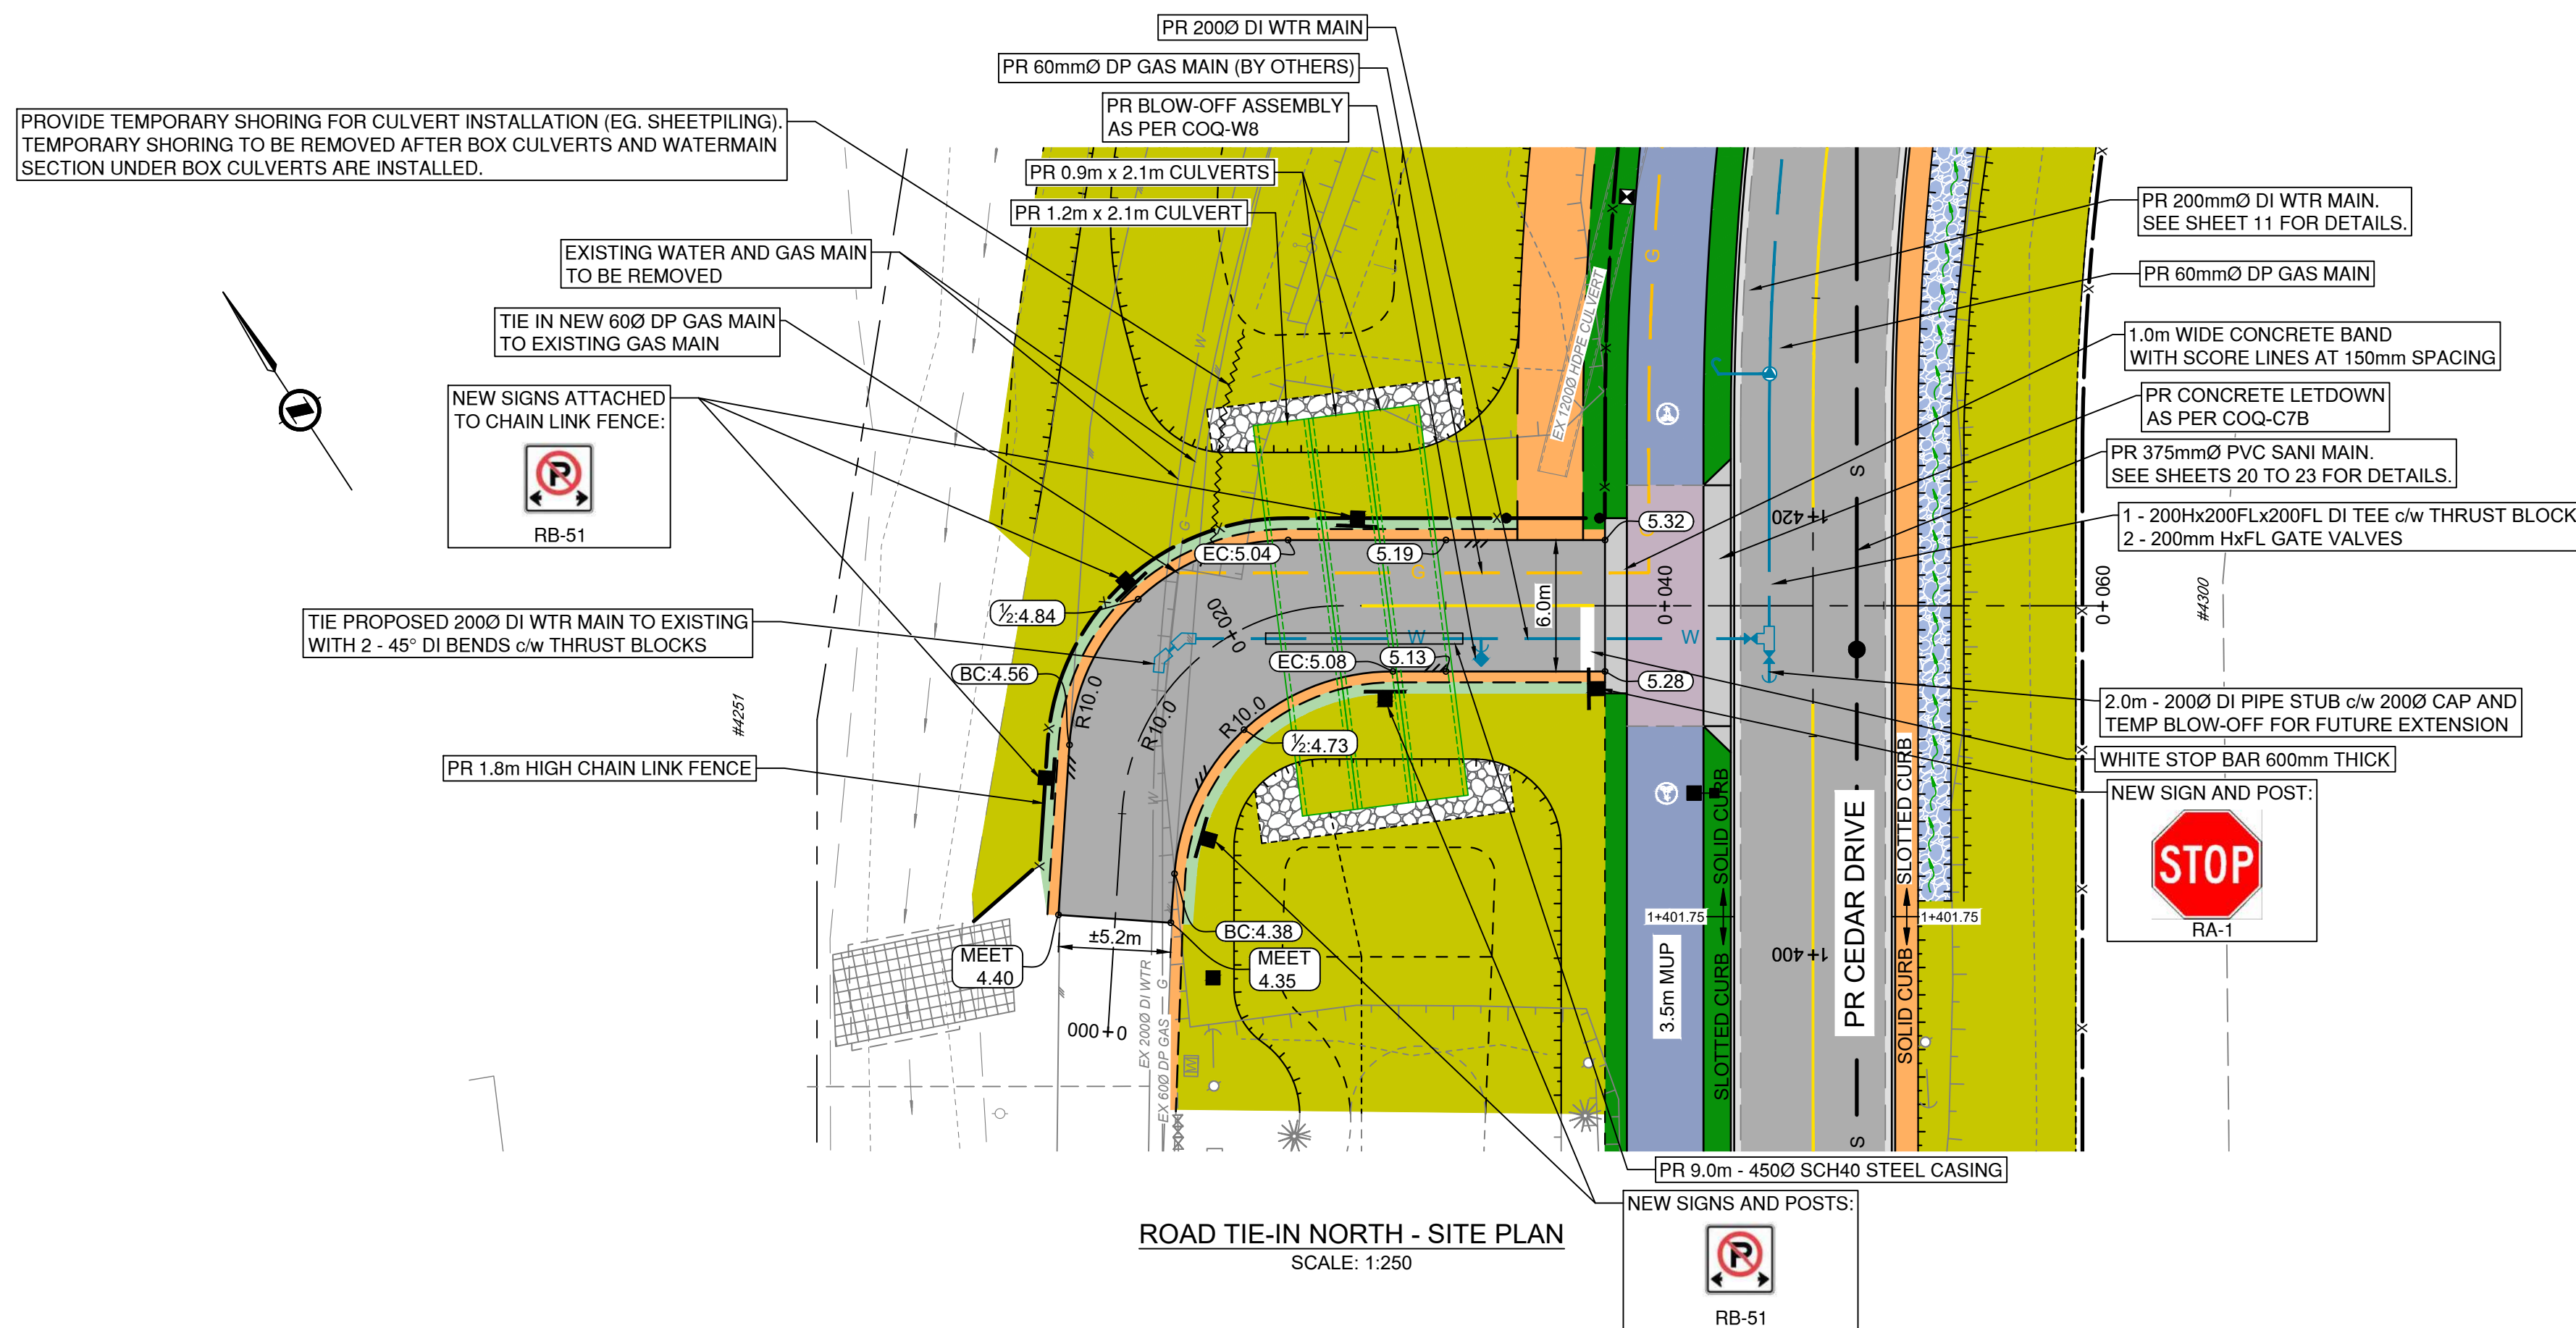 PR 200Ø DI WTR MAIN
PR 60mmØ DP GAS MAIN (BY OTHERS)
PR BLOW-OFF ASSEMBLY
AS PER COQ-W8
PR 0.9m x 2.1m CULVERTS
PR 1.2m x 2.1m CULVERT
PROVIDE TEMPORARY SHORING FOR CULVERT INSTALLATION (EG. SHEETPILING).
TEMPORARY SHORING TO BE REMOVED AFTER BOX CULVERTS AND WATERMAIN
SECTION UNDER BOX CULVERTS ARE INSTALLED.
EXISTING WATER AND GAS MAIN
TO BE REMOVED
TIE IN NEW 60Ø DP GAS MAIN
TO EXISTING GAS MAIN
NEW SIGNS ATTACHED
TO CHAIN LINK FENCE:
P
RB-51
TIE PROPOSED 200Ø DI WTR MAIN TO EXISTING
WITH 2 - 45° DI BENDS c/w THRUST BLOCKS
#4251
PR 1.8m HIGH CHAIN LINK FENCE
PR 200mmØ DI WTR MAIN.
SEE SHEET 11 FOR DETAILS.
PR 60mmØ DP GAS MAIN
1.0m WIDE CONCRETE BAND
WITH SCORE LINES AT 150mm SPACING
PR CONCRETE LETDOWN
AS PER COQ-C7B
PR 375mmØ PVC SANI MAIN.
SEE SHEETS 20 TO 23 FOR DETAILS.
1 - 200Hx200FLx200FL DI TEE c/w THRUST BLOCK
2 - 200mm HxFL GATE VALVES
#4300
0+060
2.0m - 200Ø DI PIPE STUB c/w 200Ø CAP AND
TEMP BLOW-OFF FOR FUTURE EXTENSION
WHITE STOP BAR 600mm THICK
NEW SIGN AND POST:
STOP
RA-1
EX 1200Ø HDPE CULVERT
W
G
G
S
1+420
5.32
EC:5.04
5.19
G
6.0m
0+040
½:4.84
0+020
W
W
EC:5.08
5.13
5.28
BC:4.56
R10.0
R10.0
R10.0
½:4.73
W
SOLID CURB
SLOTTED CURB
PR CEDAR DRIVE
1+401.75
1+401.75
BC:4.38
±5.2m
MEET
4.40
MEET
4.35
3.5m MUP
SLOTTED CURB
SOLID CURB
1+400
0+000
EX 200Ø DI WTR
EX 60Ø DP GAS
G
M
S
PR 9.0m - 450Ø SCH40 STEEL CASING
NEW SIGNS AND POSTS:
P
RB-51
ROAD TIE-IN NORTH - SITE PLAN
SCALE: 1:250